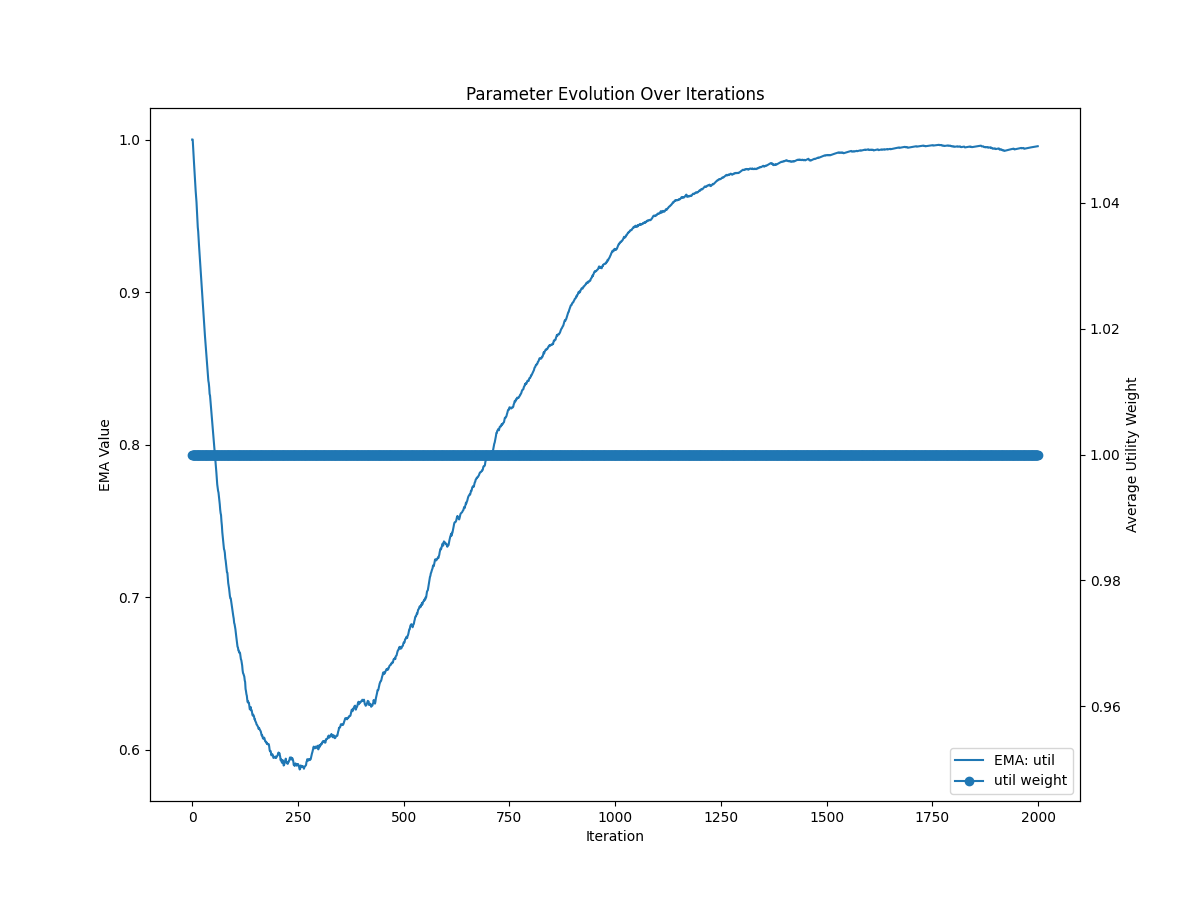 Parameter Evolution Over Iterations
1.0
0.9
0.8
0.7
0.6
EMA Value
1.04
1.02
1.00
0.98
0.96
Average Utility Weight
EMA: util
util weight
0 250 500 750 1000 1250 1500 1750 2000
Iteration